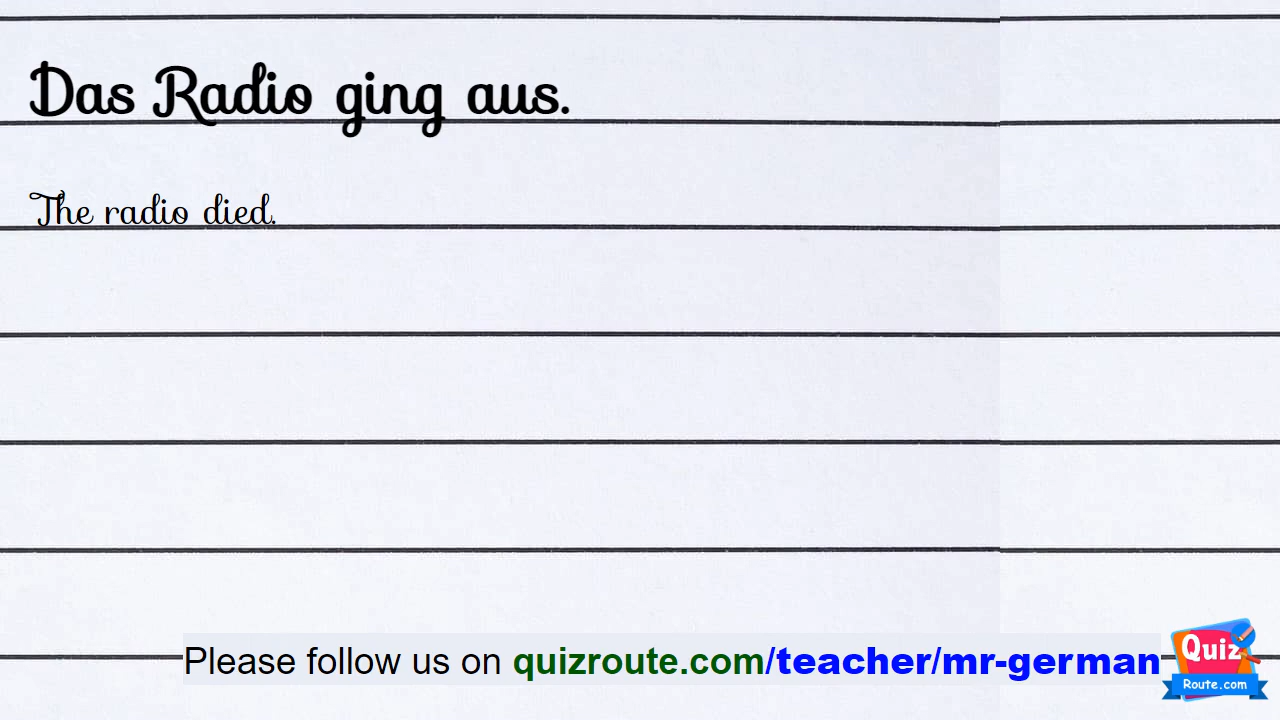 Das Radio ging aus.
The radio died.
Please follow us on quizroute.com/teacher/mr-german
Quiz
Route.com